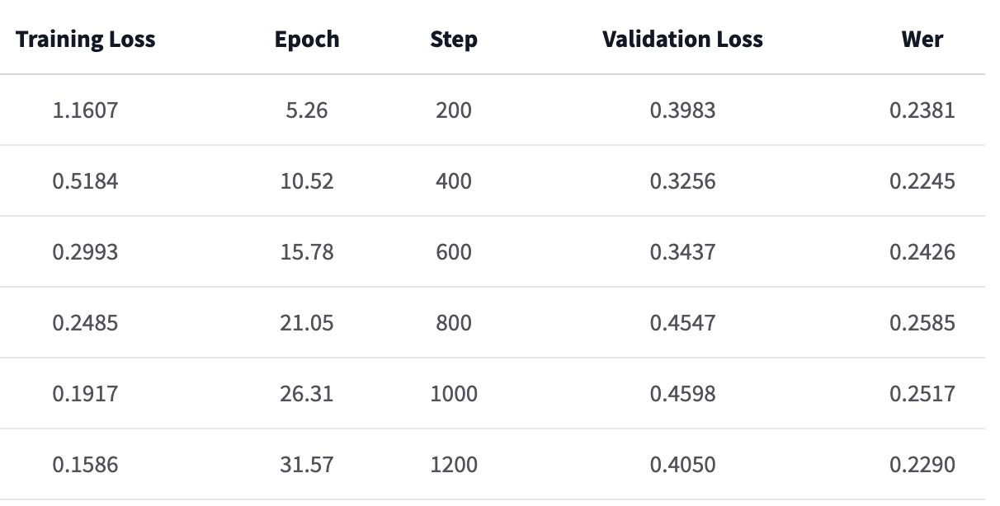 Training Loss Epoch Step Validation Loss Wer
1.1607 5.26 200 0.3983 0.2381
0.5184 10.52 400 0.3256 0.2245
0.2993 15.78 600 0.3437 0.2426
0.2485 21.05 800 0.4547 0.2585
0.1917 26.31 1000 0.4598 0.2517
0.1586 31.57 1200 0.4050 0.2290